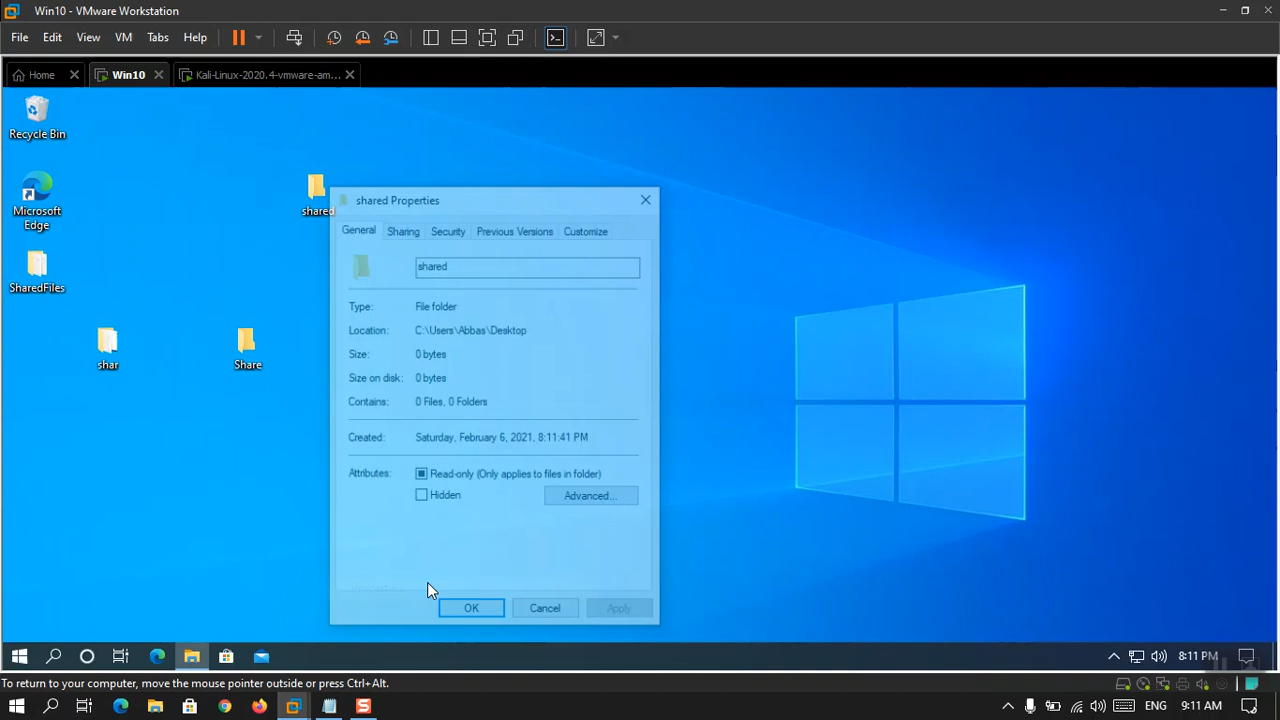 Win10 - VMware Workstation
File Edit View VM Tabs Help
Home
Win10
Kali-Linux-2020.4-vmware-am...
Recycle Bin
Microsoft
Edge
SharedFiles
shar
Share
shared
shared Properties
General Sharing Security Previous Versions Customize
shared
Type: File folder
Location: C:\Users\Abbas\Desktop
Size: 0 bytes
Size on disk: 0 bytes
Contains: 0 Files, 0 Folders
Created: Saturday, February 6, 2021, 8:11:41 PM
Attributes: Read-only (Only applies to files in folder)
Hidden Advanced...
OK Cancel Apply
8:11 PM
To return to your computer, move the mouse pointer outside or press Ctrl+Alt.
ENG 9:11 AM